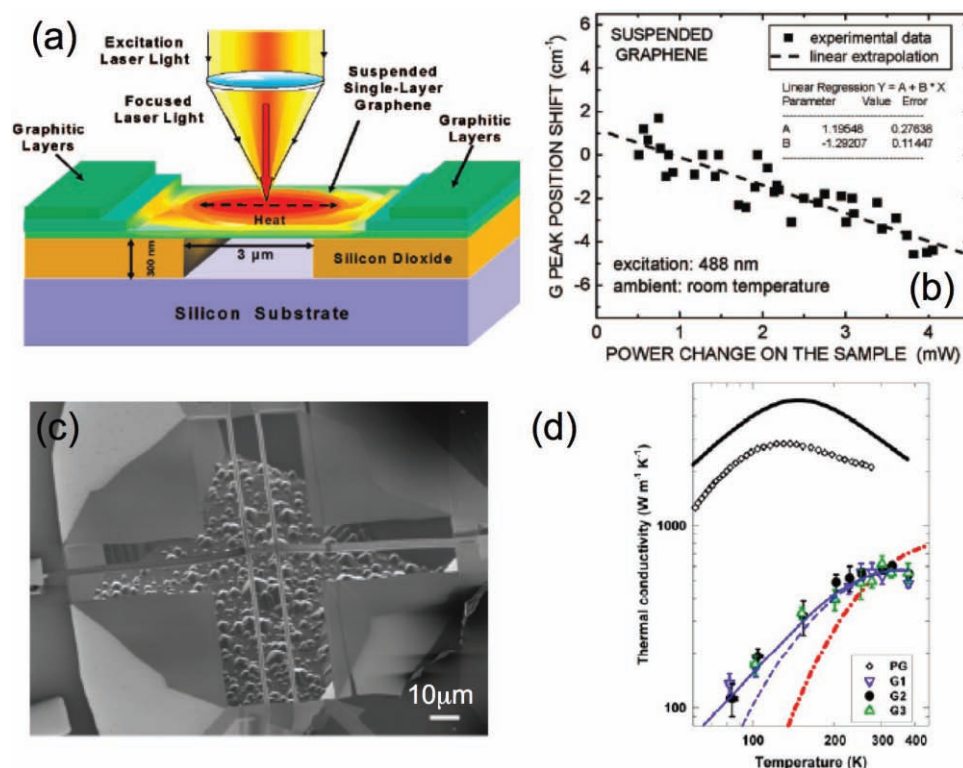 (a)
Excitation
Laser Light
Focused
Laser Light
Suspended
Single-Layer
Graphene
Graphitic
Layers
Graphitic
Layers
Heat
300 nm
3 µm
Silicon Dioxide
Silicon Substrate
G PEAK POSITION SHIFT (cm⁻¹)
6
4
2
0
-2
-4
-6
SUSPENDED
GRAPHENE
experimental data
linear extrapolation
Linear Regression Y = A + B * X
Parameter Value Error
A 1.19548 0.27638
B -1.29207 0.11447
excitation: 488 nm
ambient: room temperature
(b)
0 1 2 3 4
POWER CHANGE ON THE SAMPLE (mW)
(c)
10µm
(d)
Thermal conductivity (W m⁻¹ K⁻¹)
1000
100
PG
G1
G2
G3
100 200 300 400
Temperature (K)